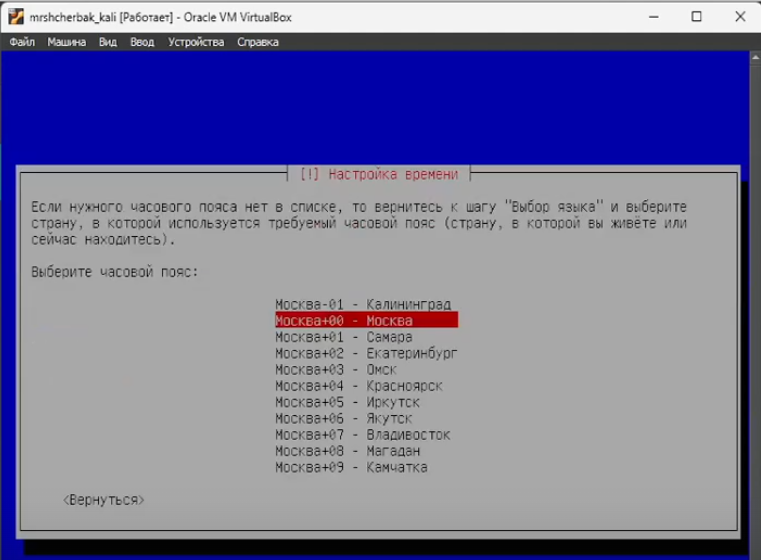 mrshcherbak_kali [Работает] - Oracle VM VirtualBox
Файл Машина Вид Ввод Устройства Справка
[!] Настройка времени
Если нужного часового пояса нет в списке, то вернитесь к шагу "Выбор языка" и выберите
страну, в которой используется требуемый часовой пояс (страну, в которой вы живёте или
сейчас находитесь).
Выберите часовой пояс:
Москва-01 - Калининград
Москва+00 - Москва
Москва+01 - Самара
Москва+02 - Екатеринбург
Москва+03 - Омск
Москва+04 - Красноярск
Москва+05 - Иркутск
Москва+06 - Якутск
Москва+07 - Владивосток
Москва+08 - Магадан
Москва+09 - Камчатка
<Вернуться>